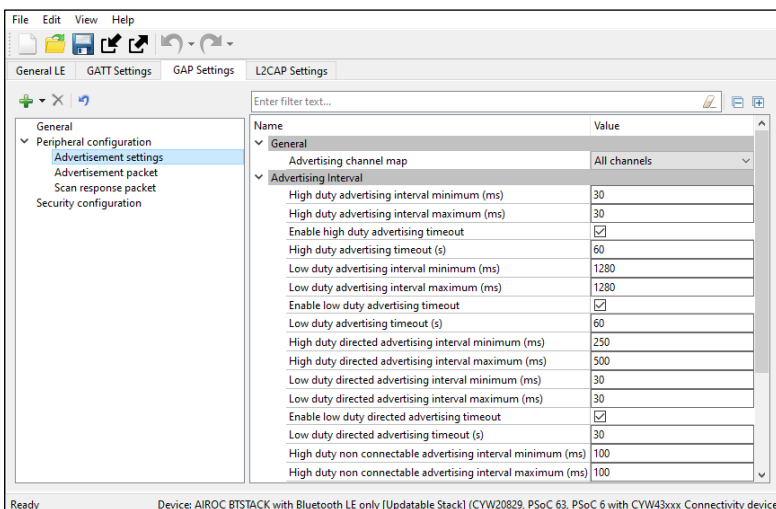 File Edit View Help
General LE GATT Settings GAP Settings L2CAP Settings
Enter filter text...
General
Peripheral configuration
Advertisement settings
Advertisement packet
Scan response packet
Security configuration
Name Value
General
Advertising channel map All channels
Advertising Interval
High duty advertising interval minimum (ms) 30
High duty advertising interval maximum (ms) 30
Enable high duty advertising timeout
High duty advertising timeout (s) 60
Low duty advertising interval minimum (ms) 1280
Low duty advertising interval maximum (ms) 1280
Enable low duty advertising timeout
Low duty advertising timeout (s) 60
High duty directed advertising interval minimum (ms) 250
High duty directed advertising interval maximum (ms) 500
Low duty directed advertising interval minimum (ms) 30
Low duty directed advertising interval maximum (ms) 30
Enable low duty directed advertising timeout
Low duty directed advertising timeout (s) 30
High duty non connectable advertising interval minimum (ms) 100
High duty non connectable advertising interval maximum (ms) 100
Ready Device: AIROC BTSTACK with Bluetooth LE only [Updatable Stack] (CYW20829, PSoC 63, PSoC 6 with CYW43xxx Connectivity device